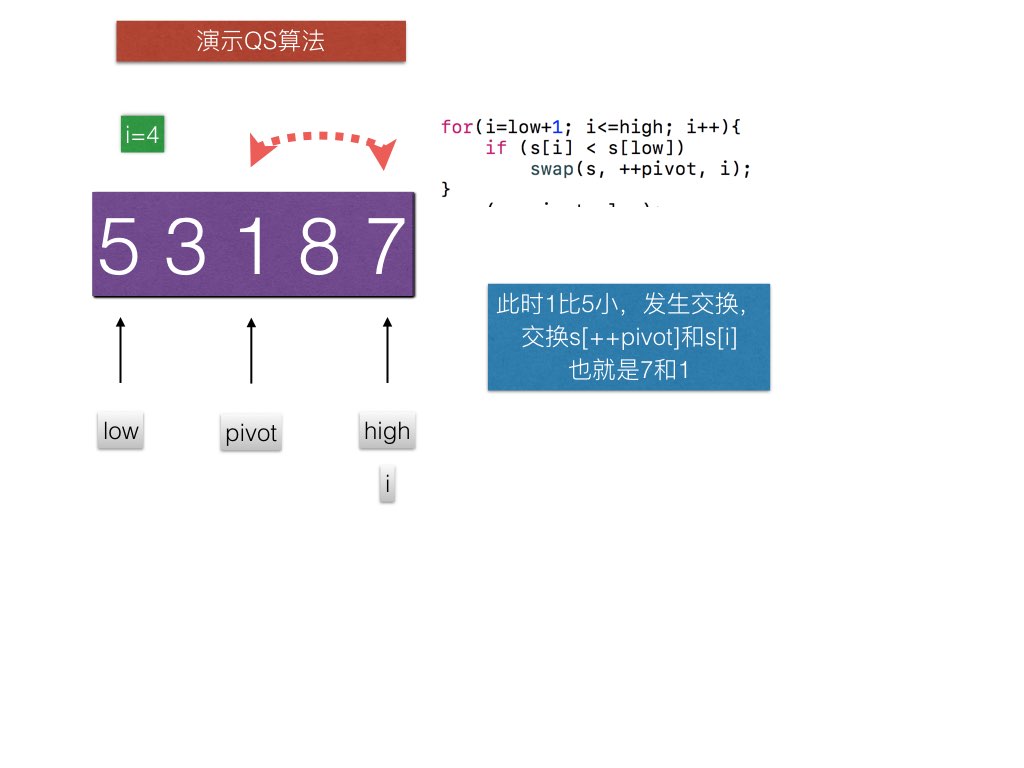 演示QS算法
i=4
for(i=low+1; i<=high; i++){
if (s[i] < s[low])
swap(s, ++pivot, i);
}
5 3 1 8 7
此时1比5小，发生交换，
交换s[++pivot]和s[i]
也就是7和1
low
pivot
high
i